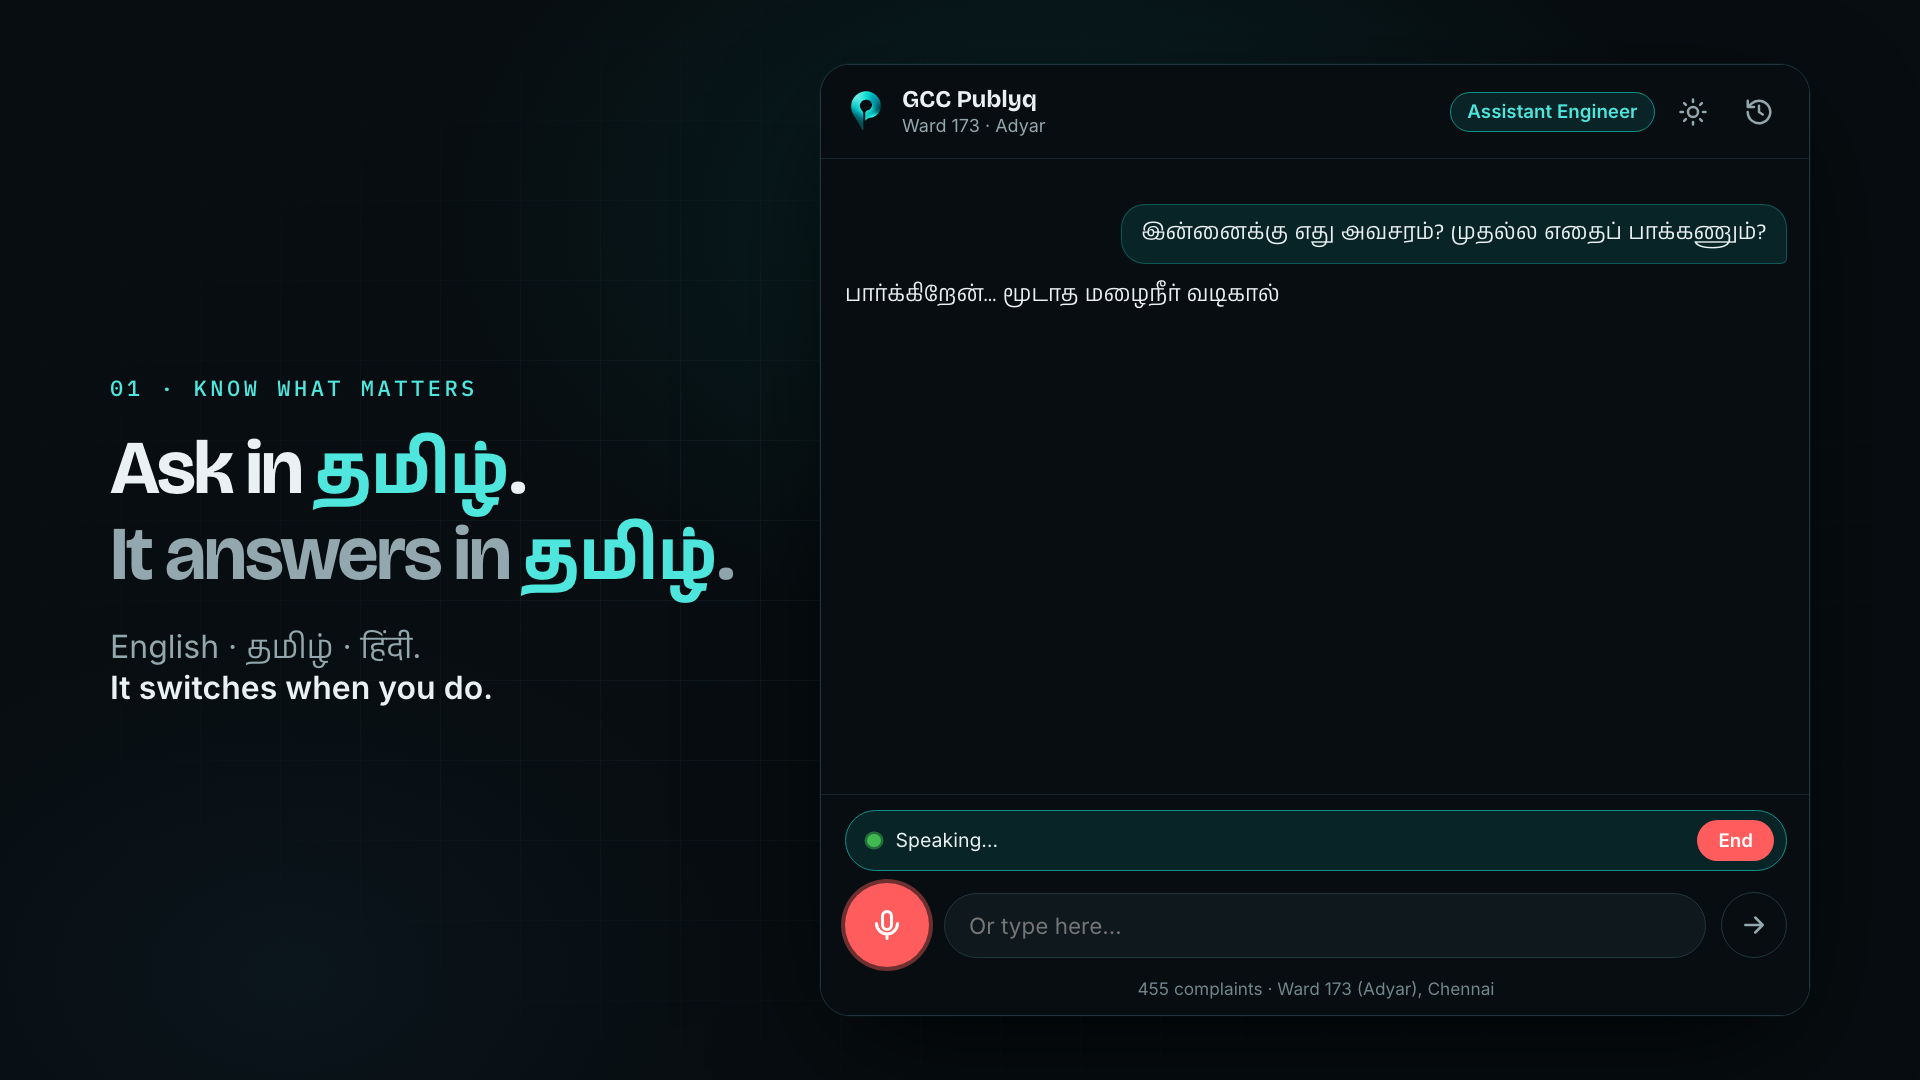 01 · KNOW WHAT MATTERS
Ask in தமிழ்.
It answers in தமிழ்.
English · தமிழ் · हिंदी.
It switches when you do.
GCC Publyq
Ward 173 · Adyar
Assistant Engineer
இன்னைக்கு எது அவசரம்? முதல்ல எதைப் பாக்கணும்?
பார்க்கிறேன்... மூடாத மழைநீர் வடிகால்
Speaking...
End
Or type here...
455 complaints · Ward 173 (Adyar), Chennai